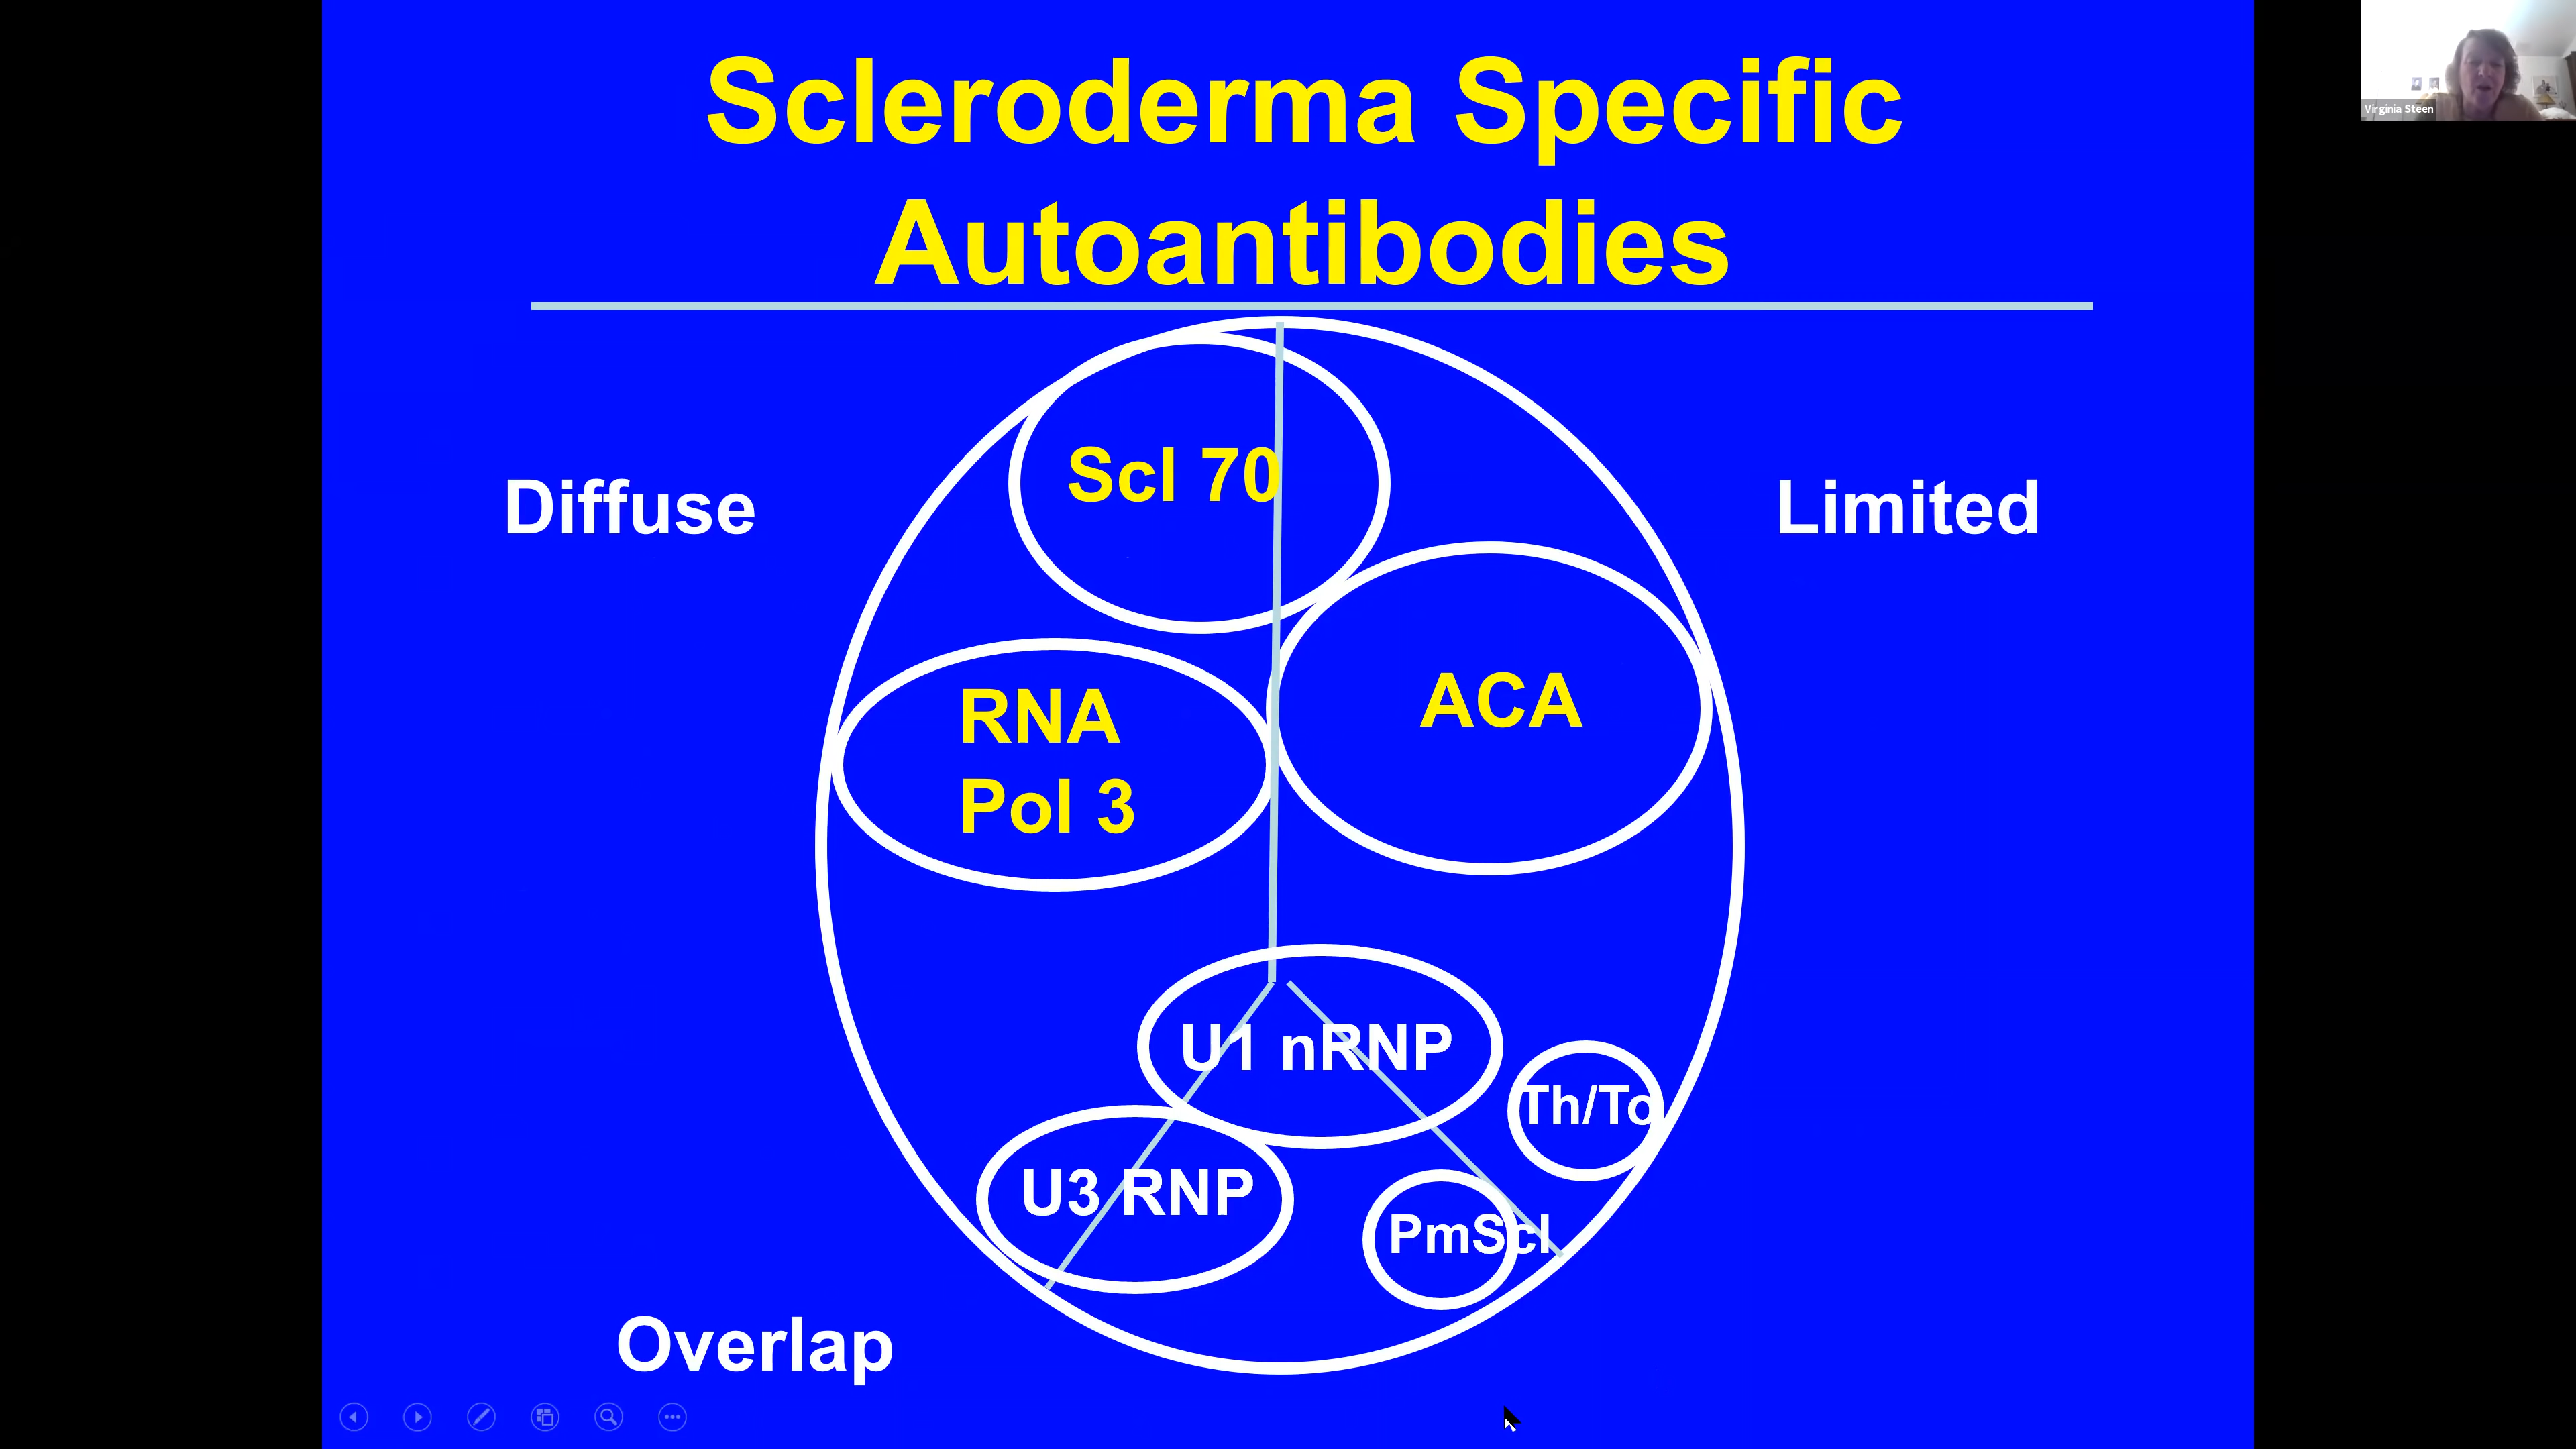 Scleroderma Specific
Autoantibodies
Virginia Steen
Scl 70
Diffuse
Limited
RNA
Pol 3
ACA
U1 nRNP
Th/To
U3 RNP
PmScl
Overlap